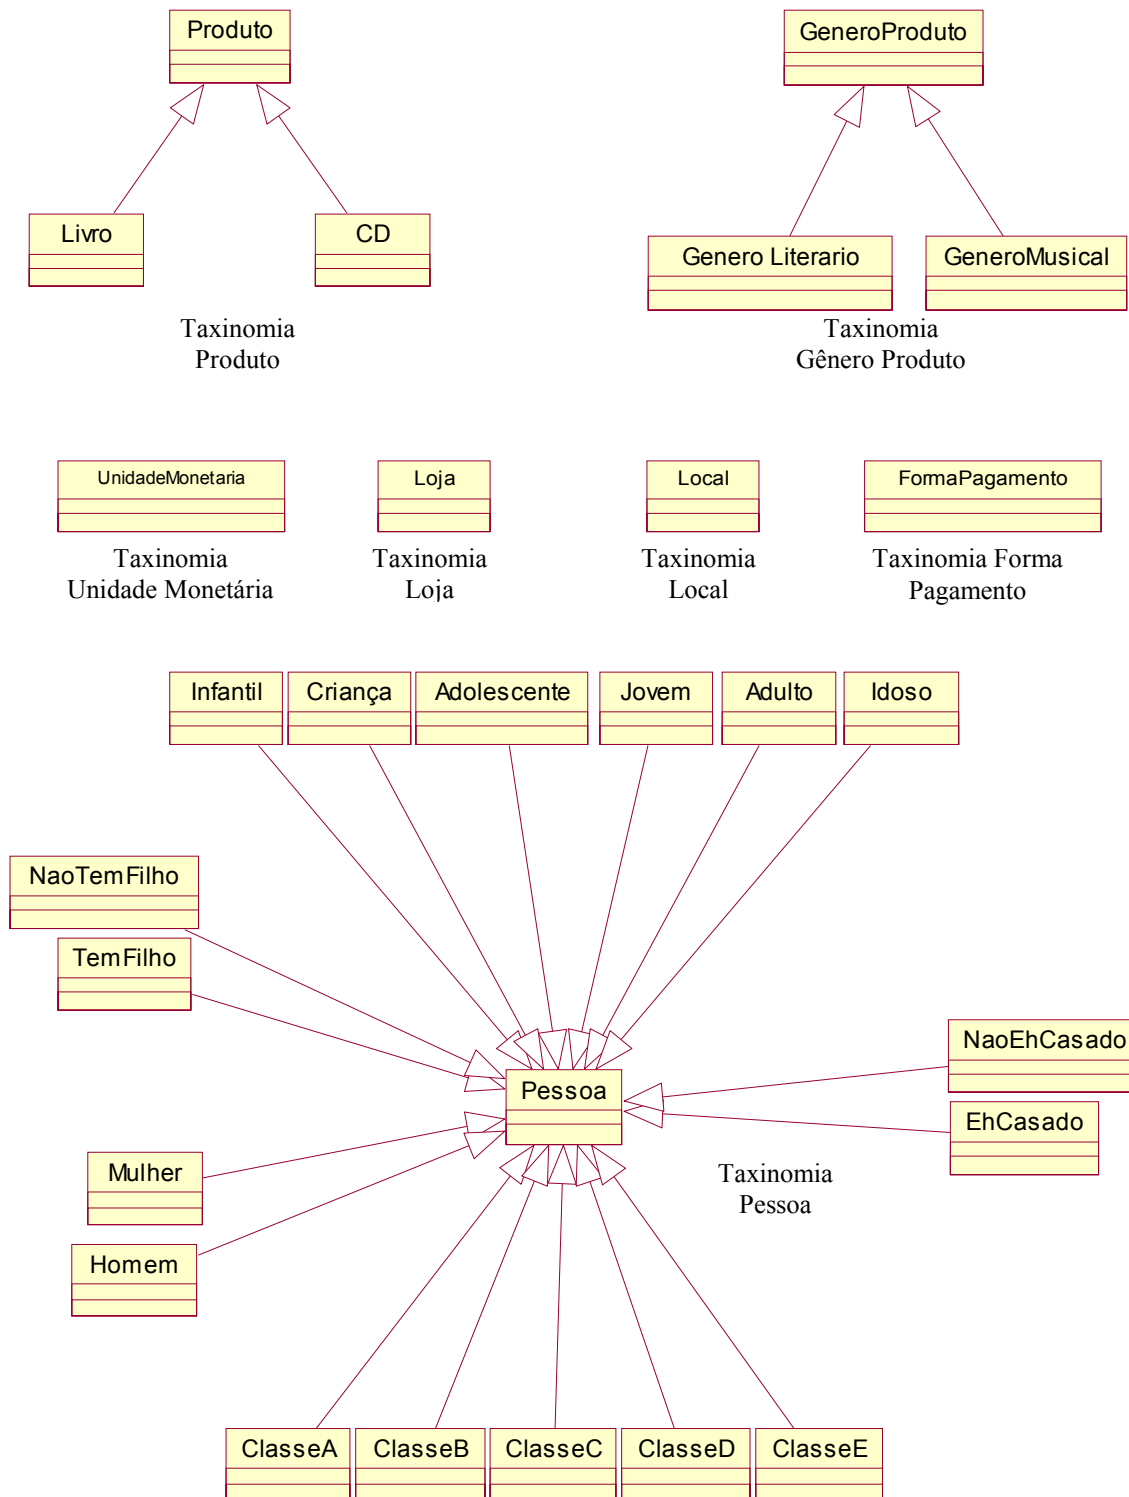 Produto
GeneroProduto
Livro
CD
Genero Literario
GeneroMusical
Taxinomia
Produto
Taxinomia
Gênero Produto
UnidadeMonetaria
Loja
Local
FormaPagamento
Taxinomia
Unidade Monetária
Taxinomia
Loja
Taxinomia
Local
Taxinomia Forma
Pagamento
Infantil
Criança
Adolescente
Jovem
Adulto
Idoso
NaoTemFilho
TemFilho
NaoEhCasado
Pessoa
EhCasado
Mulher
Taxinomia
Pessoa
Homem
ClasseA
ClasseB
ClasseC
ClasseD
ClasseE